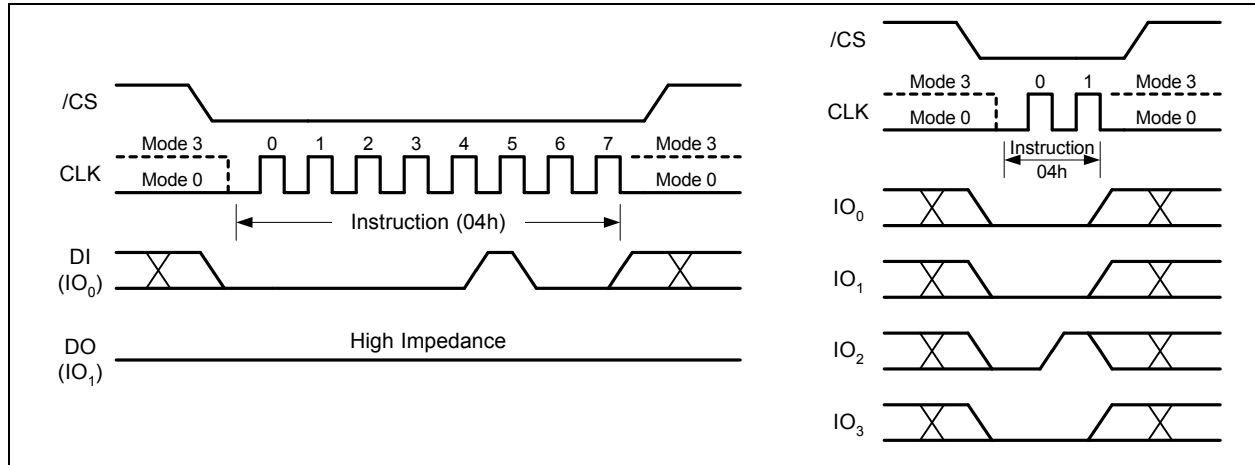 /CS
Mode 3 0 1 2 3 4 5 6 7 Mode 3
CLK
Mode 0 Mode 0
Instruction (04h)
DI
(IO0)
High Impedance
DO
(IO1)
/CS
Mode 3 0 1 Mode 3
CLK
Mode 0 Mode 0
Instruction
04h
IO0
IO1
IO2
IO3